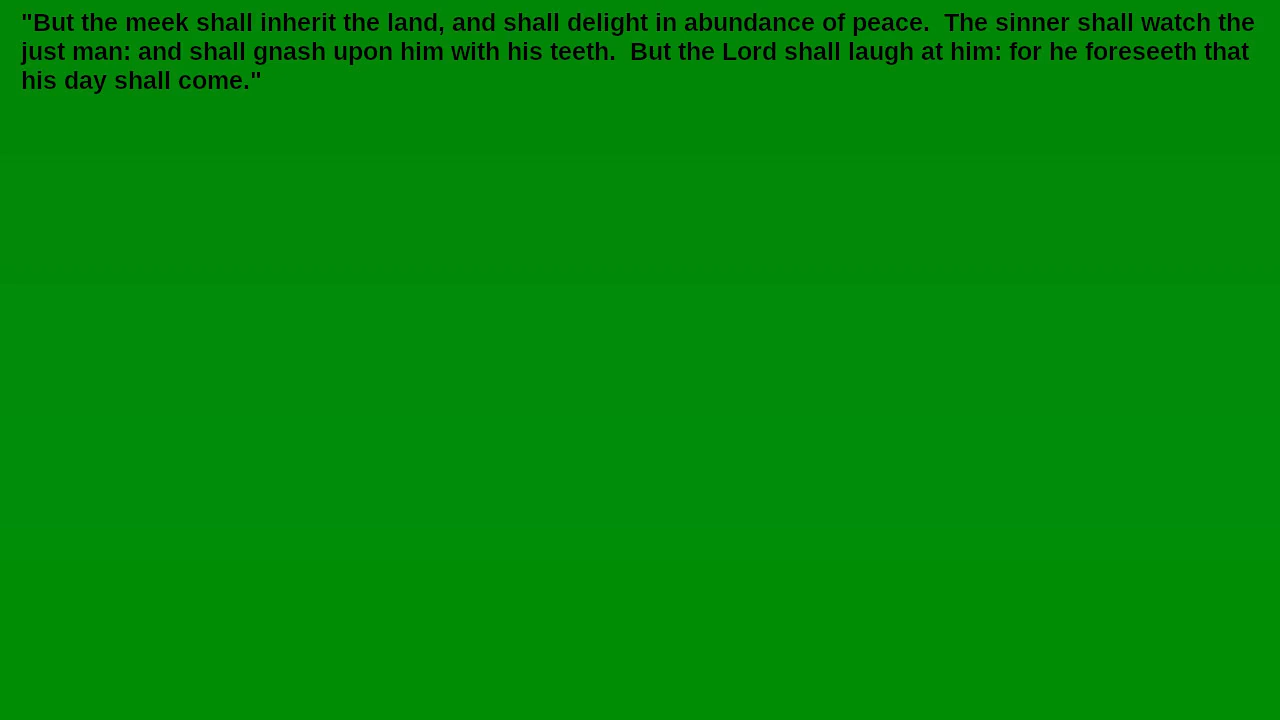 "But the meek shall inherit the land, and shall delight in abundance of peace.  The sinner shall watch the
just man: and shall gnash upon him with his teeth.  But the Lord shall laugh at him: for he foreseeth that
his day shall come."